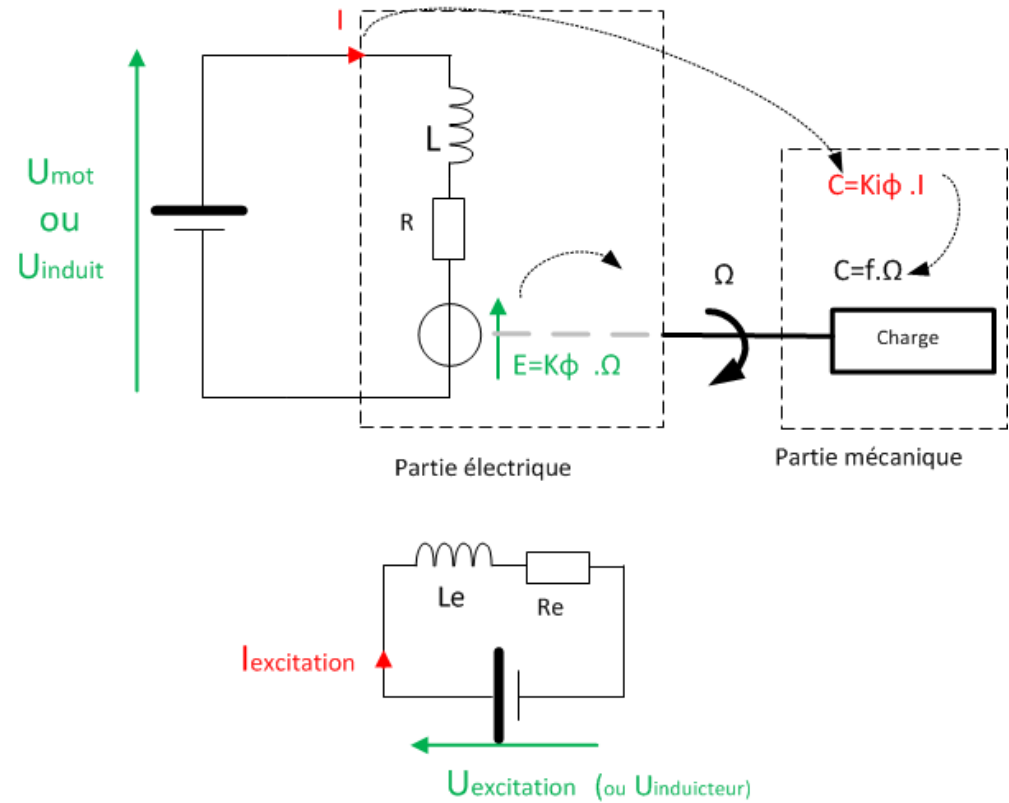 I
Umot
ou
Uinduit
L
R
E=Kϕ .Ω
Ω
C=Kiϕ .I
C=f.Ω
Charge
Partie électrique
Partie mécanique
Le
Re
Iexcitation
Uexcitation (ou Uinduicteur)